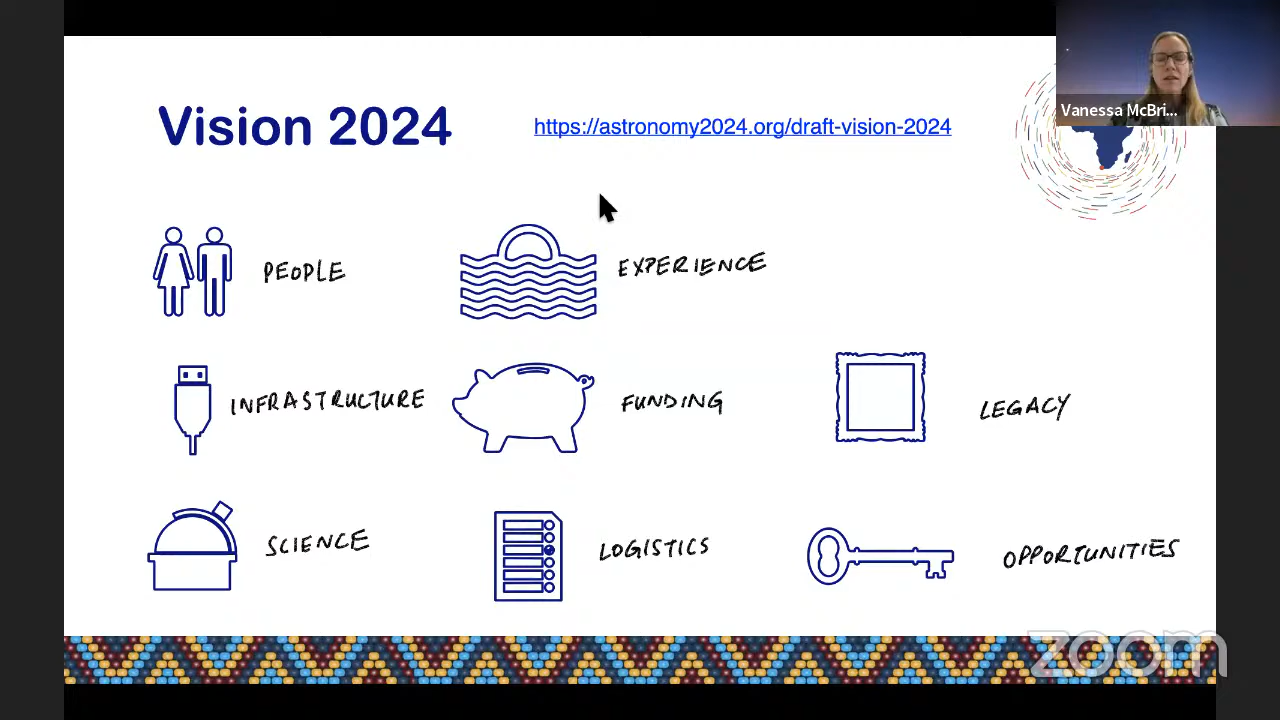 Vision 2024
https://astronomy2024.org/draft-vision-2024
Vanessa McBri...
PEOPLE
EXPERIENCE
INFRASTRUCTURE
FUNDING
LEGACY
SCIENCE
LOGISTICS
OPPORTUNITIES
zoom